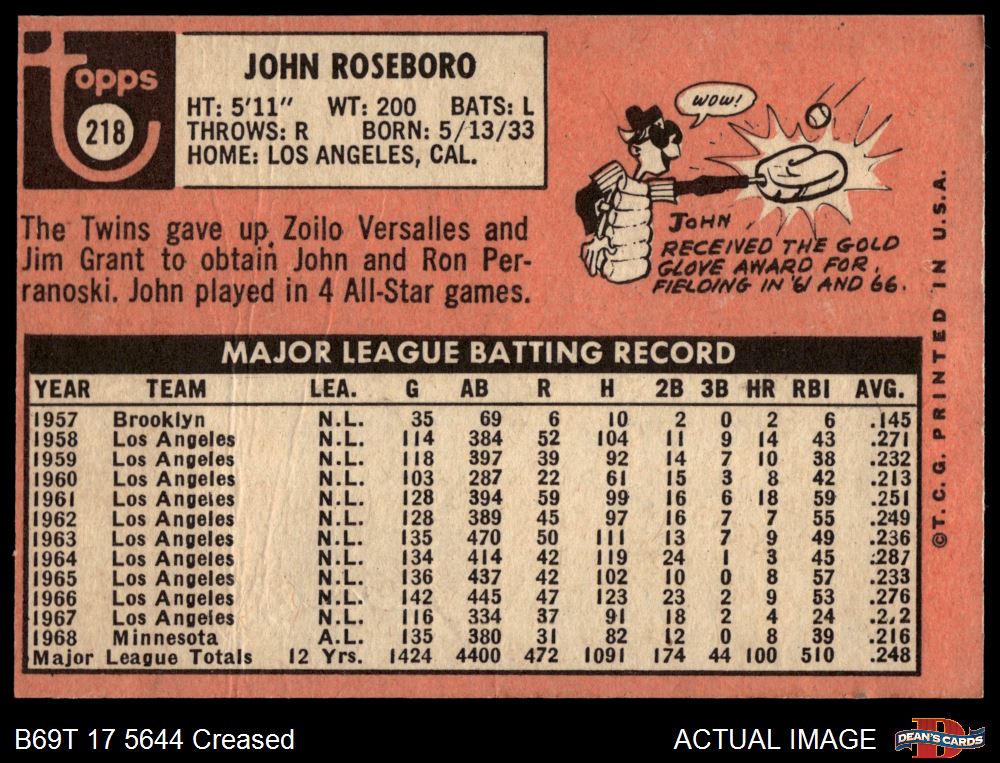 topps
218
JOHN ROSEBORO
HT: 5'11" WT: 200 BATS: L
THROWS: R BORN: 5/13/33
HOME: LOS ANGELES, CAL.
WOW!
JOHN
RECEIVED THE GOLD
GLOVE AWARD FOR
FIELDING IN '61 AND 66.
The Twins gave up Zoilo Versalles and
Jim Grant to obtain John and Ron Per-
ranoski. John played in 4 All-Star games.
MAJOR LEAGUE BATTING RECORD
YEAR TEAM LEA. G AB R H 2B 3B HR RBI AVG.
1957 Brooklyn N.L. 35 69 6 10 2 0 2 6 .145
1958 Los Angeles N.L. 114 384 52 104 11 9 14 43 .271
1959 Los Angeles N.L. 118 397 39 92 14 7 10 38 .232
1960 Los Angeles N.L. 103 287 22 61 15 3 8 42 .213
1961 Los Angeles N.L. 128 394 59 99 16 6 18 59 .251
1962 Los Angeles N.L. 128 389 45 97 16 7 7 55 .249
1963 Los Angeles N.L. 135 470 50 111 13 7 9 49 .236
1964 Los Angeles N.L. 134 414 42 119 24 1 3 45 .287
1965 Los Angeles N.L. 136 437 42 102 10 0 8 57 .233
1966 Los Angeles N.L. 142 445 47 123 23 2 9 53 .276
1967 Los Angeles N.L. 116 334 37 91 18 2 4 24
1968 Minnesota A.L. 135 380 31 82 12 0 8 39 .216
Major League Totals 12 Yrs. 1424 4400 472 1091 174 44 100 510 .248
©T. C. G. PRINTED IN U.S.A.
B69T 17 5644 Creased
ACTUAL IMAGE
DEAN'S CARDS